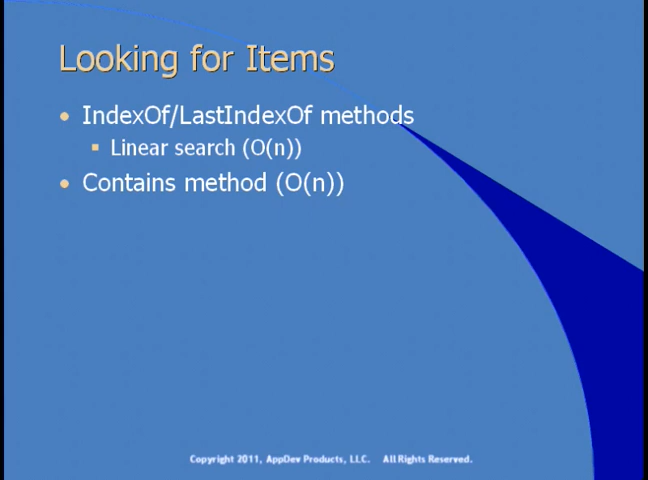 Looking for Items
• IndexOf/LastIndexOf methods
▪ Linear search (O(n))
• Contains method (O(n))
Copyright 2011, AppDev Products, LLC. All Rights Reserved.